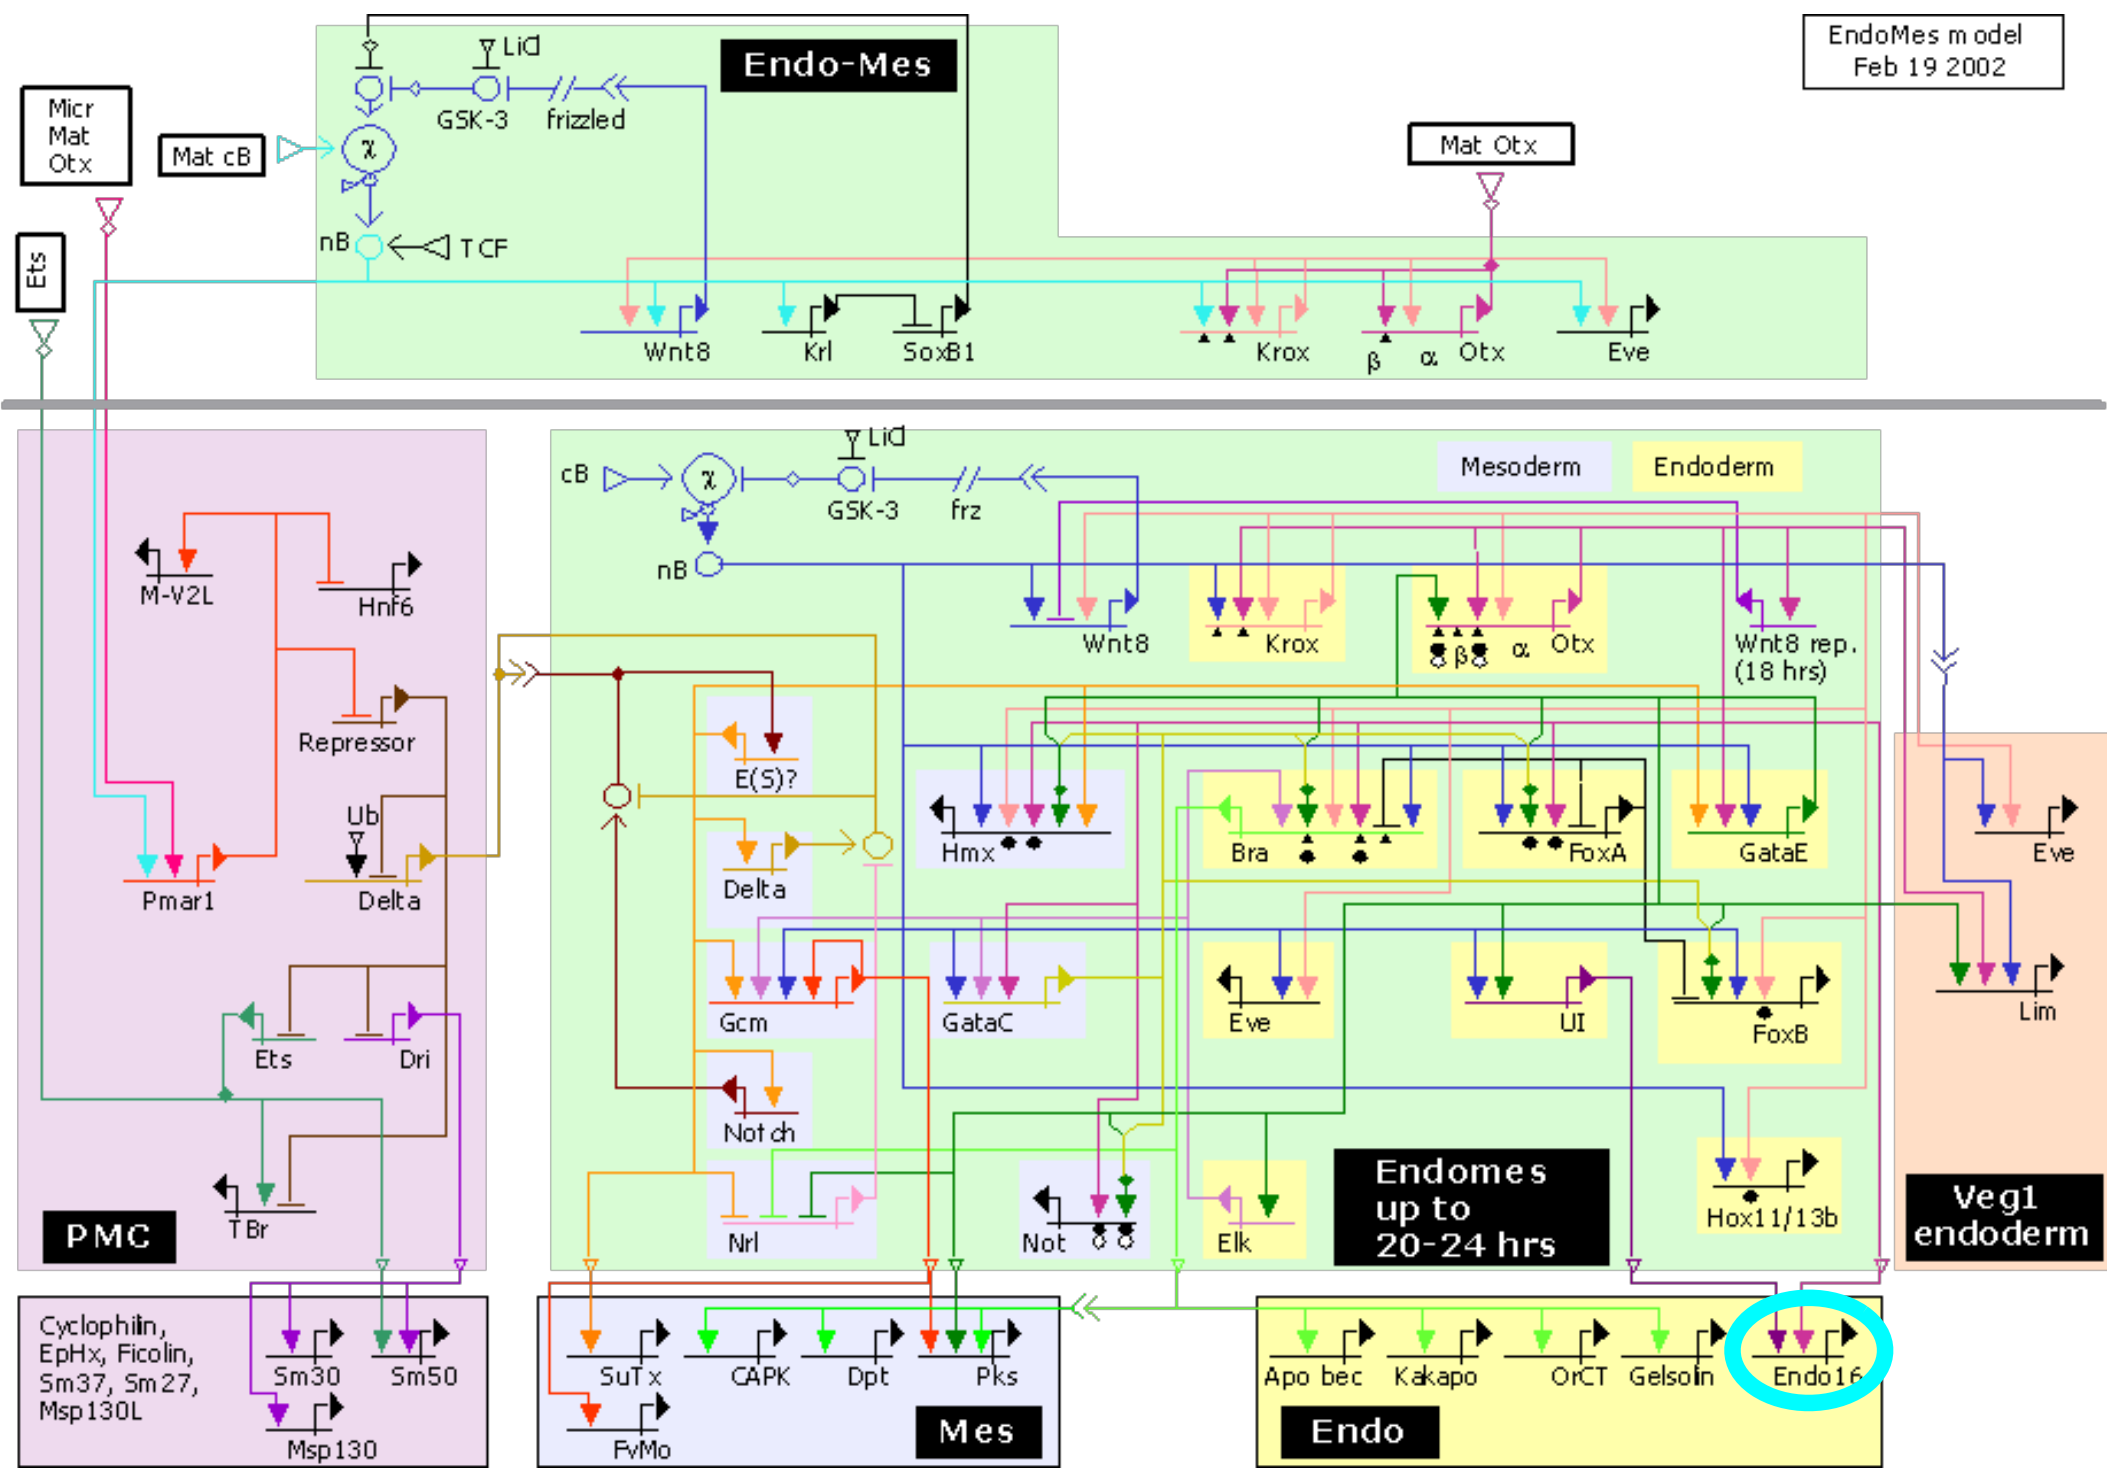 EndoMes model
Feb 19 2002
Endo-Mes
LiCl
GSK-3
frizzled
Micr
Mat
Otx
Mat cB
χ
Mat Otx
Ets
nB
TCF
Wnt8
Krl
SoxB1
Krox
β
α
Otx
Eve
LiCl
cB
χ
GSK-3
frz
Mesoderm
Endoderm
nB
M-V2L
Hnf6
Wnt8
Krox
β
α
Otx
Wnt8 rep.
(18 hrs)
Repressor
E(S)?
Ub
Hmx
Bra
FoxA
GataE
Eve
Pmar1
Delta
Delta
Gcm
GataC
Eve
UI
FoxB
Lim
Ets
Dri
Notch
TBr
PMC
Nrl
Not
Elk
Endomes
up to
20-24 hrs
Hox11/13b
Veg1
endoderm
Cyclophilin,
EpHx, Ficolin,
Sm37, Sm27,
Msp130L
Sm30
Sm50
Msp130
SuTx
CAPK
Dpt
Pks
FvMo
Mes
Apo bec
Kakapo
OrCT
Gelsolin
Endo16
Endo